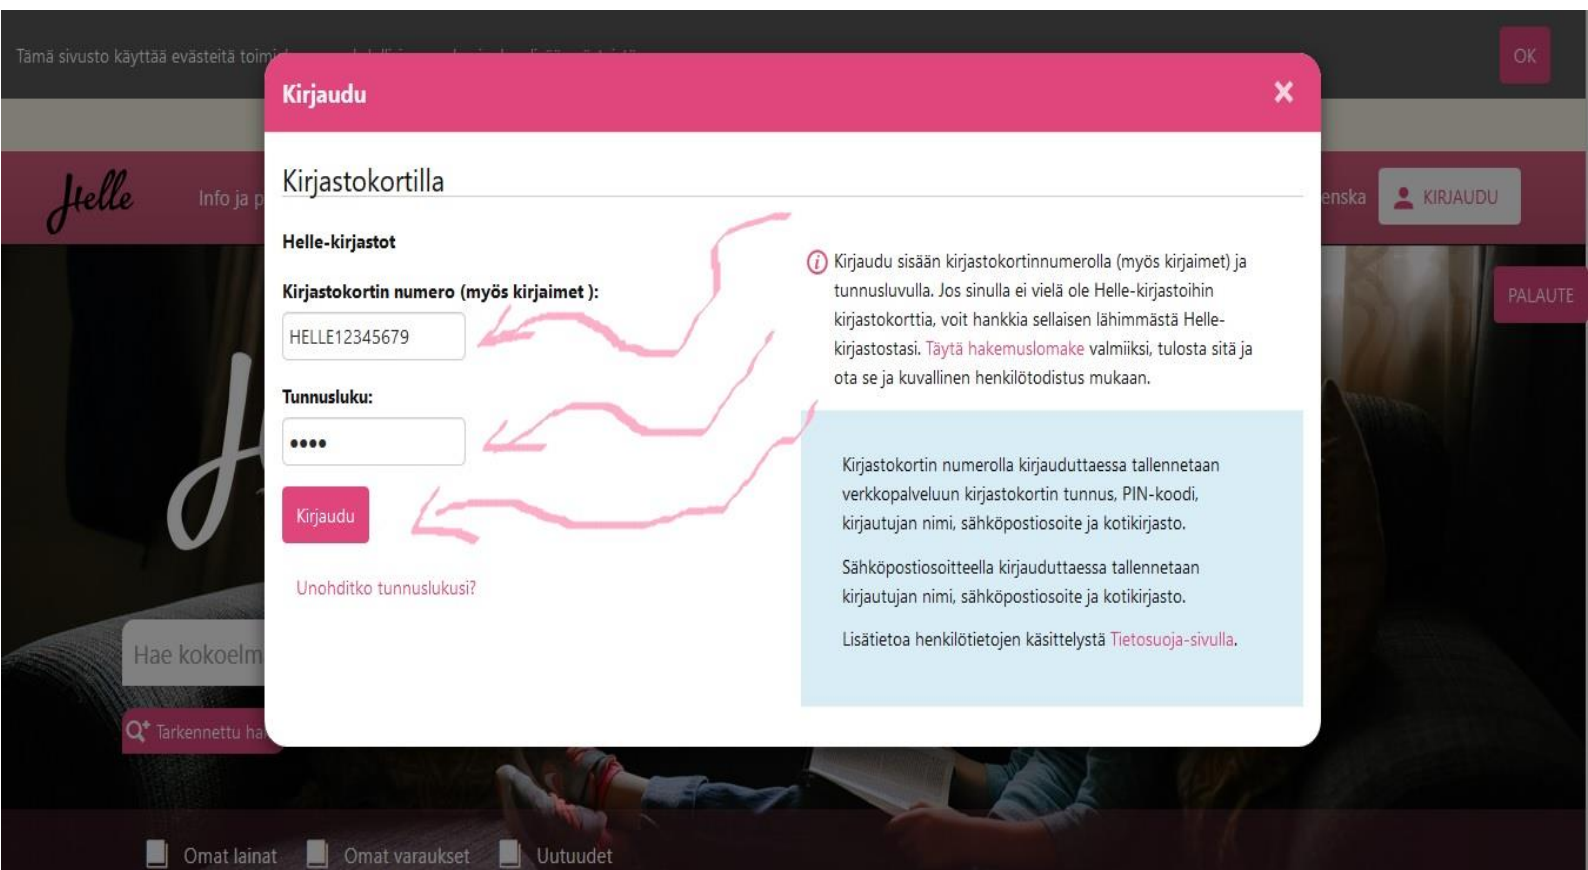 Tämä sivusto käyttää evästeitä
OK
Kirjaudu
×
Helle
Info ja
KIRJAUDU
PALAUTE
Kirjastokortilla
Helle-kirjastot
Kirjastokortin numero (myös kirjaimet ):
HELLE12345679
Tunnusluku:
••••
Kirjaudu
Unohditko tunnuslukusi?
Kirjaudu sisään kirjastokortinnumerolla (myös kirjaimet) ja
tunnusluvulla. Jos sinulla ei vielä ole Helle-kirjastoihin
kirjastokorttia, voit hankkia sellaisen lähimmästä Helle-
kirjastostasi. Täytä hakemuslomake valmiiksi, tulosta sitä ja
ota se ja kuvallinen henkilötodistus mukaan.
Kirjastokortin numerolla kirjauduttaessa tallennetaan
verkkopalveluun kirjastokortin tunnus, PIN-koodi,
kirjautujan nimi, sähköpostiosoite ja kotikirjasto.
Sähköpostiosoitteella kirjauduttaessa tallennetaan
kirjautujan nimi, sähköpostiosoite ja kotikirjasto.
Lisätietoa henkilötietojen käsittelystä Tietosuoja-sivulla.
Hae
Tarkennettu
Omat lainat
Omat varaukset
Uutuudet